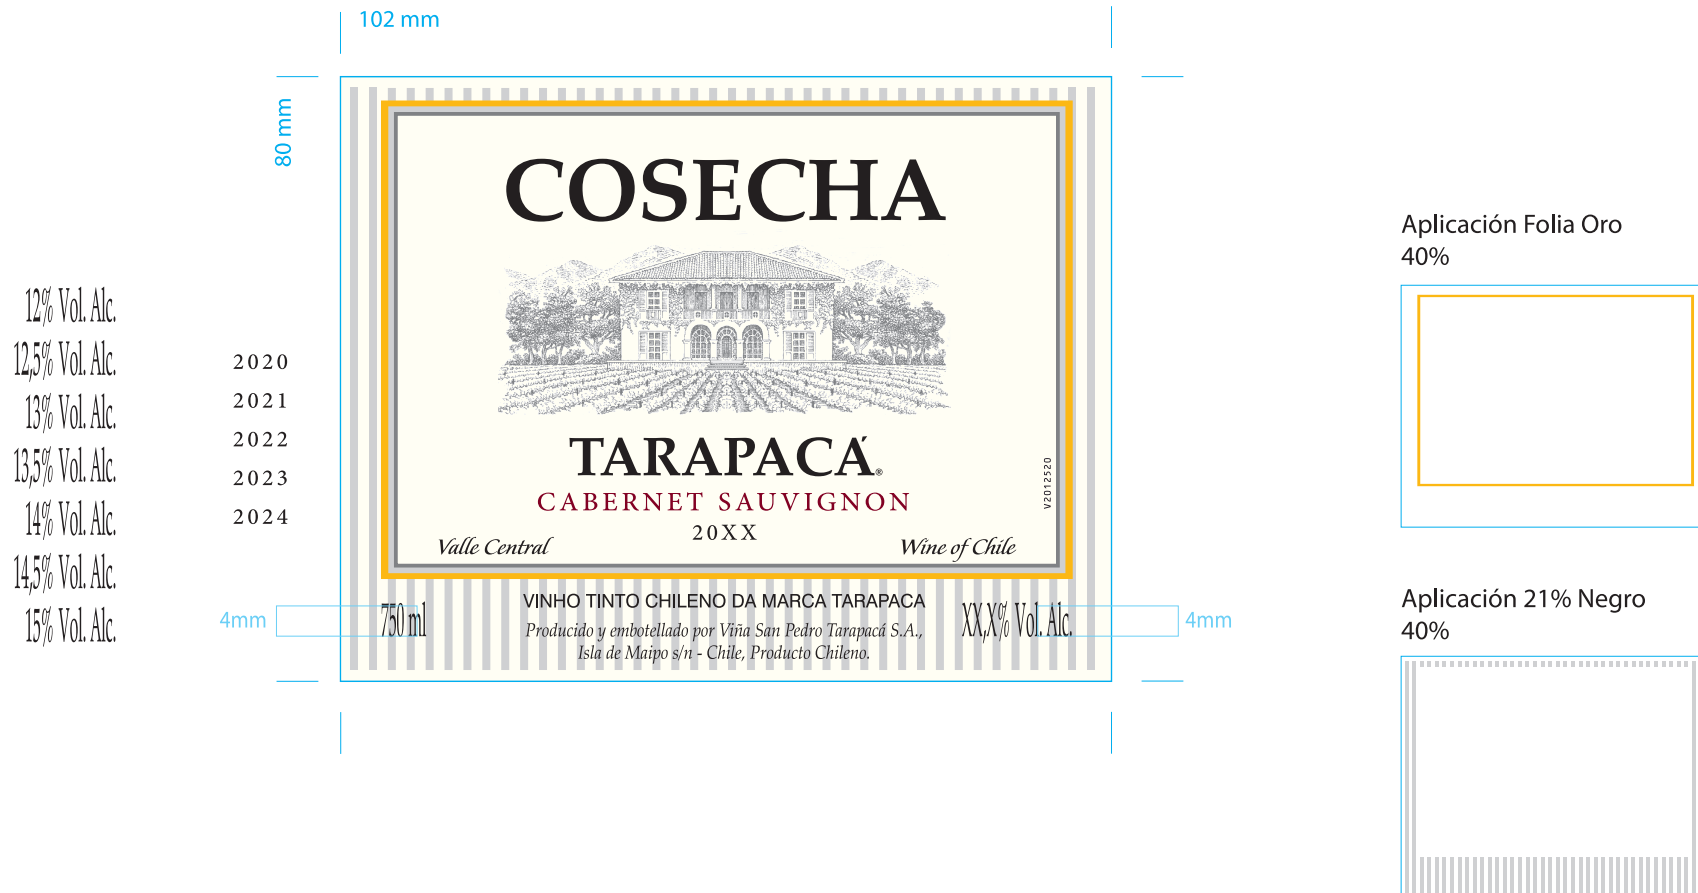 102 mm
80 mm
COSECHA
TARAPACÁ®
CABERNET SAUVIGNON
20XX
Valle Central
Wine of Chile
V2012520
750 ml
VINHO TINTO CHILENO DA MARCA TARAPACA
Producido y embotellado por Viña San Pedro Tarapacá S.A.,
Isla de Maipo s/n - Chile, Producto Chileno.
XX,X% Vol. Alc.
4mm
4mm
12% Vol. Alc.
12,5% Vol. Alc.
13% Vol. Alc.
13,5% Vol. Alc.
14% Vol. Alc.
14,5% Vol. Alc.
15% Vol. Alc.
2020
2021
2022
2023
2024
Aplicación Folia Oro
40%
Aplicación 21% Negro
40%